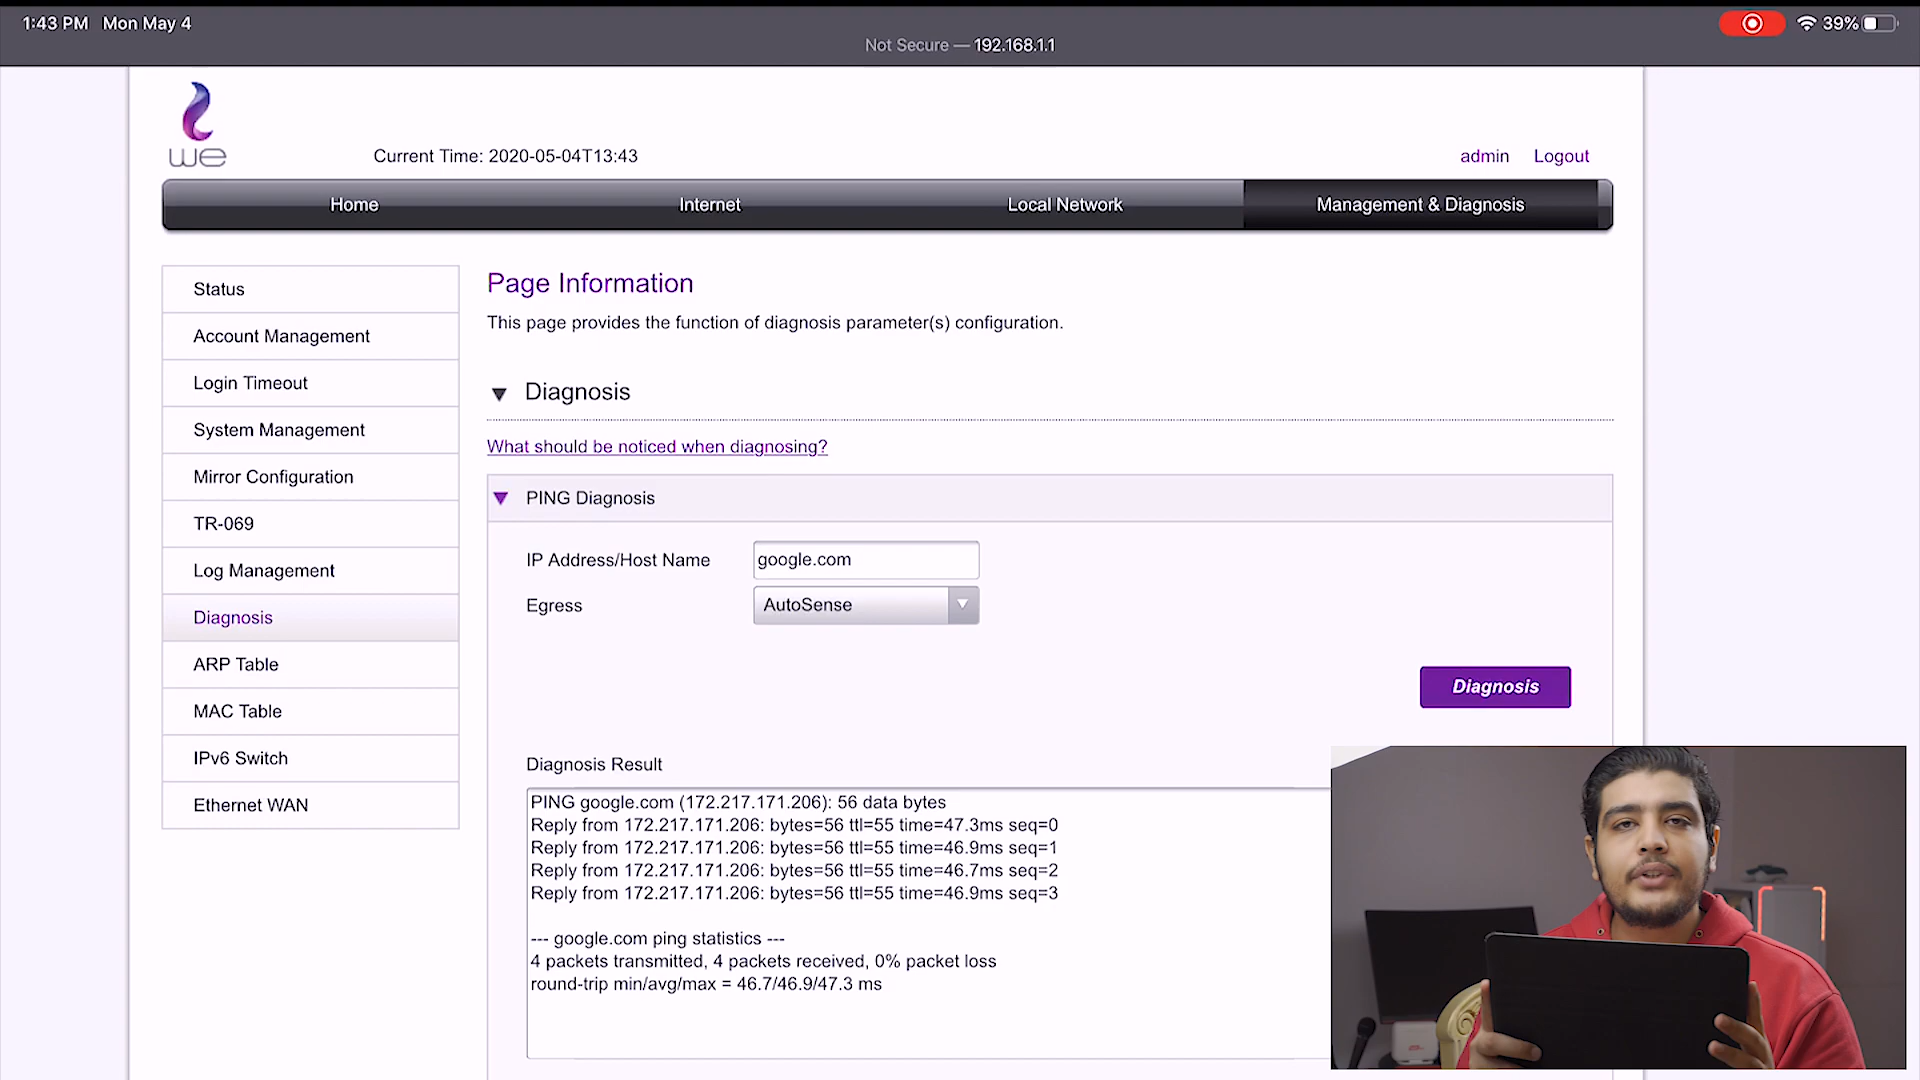 1:43 PM Mon May 4
39%
Not Secure — 192.168.1.1
we
Current Time: 2020-05-04T13:43
admin Logout
Home Internet Local Network Management & Diagnosis
Status
Account Management
Login Timeout
System Management
Mirror Configuration
TR-069
Log Management
Diagnosis
ARP Table
MAC Table
IPv6 Switch
Ethernet WAN
Page Information
This page provides the function of diagnosis parameter(s) configuration.
Diagnosis
What should be noticed when diagnosing?
PING Diagnosis
IP Address/Host Name google.com
Egress AutoSense
Diagnosis
Diagnosis Result
PING google.com (172.217.171.206): 56 data bytes
Reply from 172.217.171.206: bytes=56 ttl=55 time=47.3ms seq=0
Reply from 172.217.171.206: bytes=56 ttl=55 time=46.9ms seq=1
Reply from 172.217.171.206: bytes=56 ttl=55 time=46.7ms seq=2
Reply from 172.217.171.206: bytes=56 ttl=55 time=46.9ms seq=3
--- google.com ping statistics ---
4 packets transmitted, 4 packets received, 0% packet loss
round-trip min/avg/max = 46.7/46.9/47.3 ms